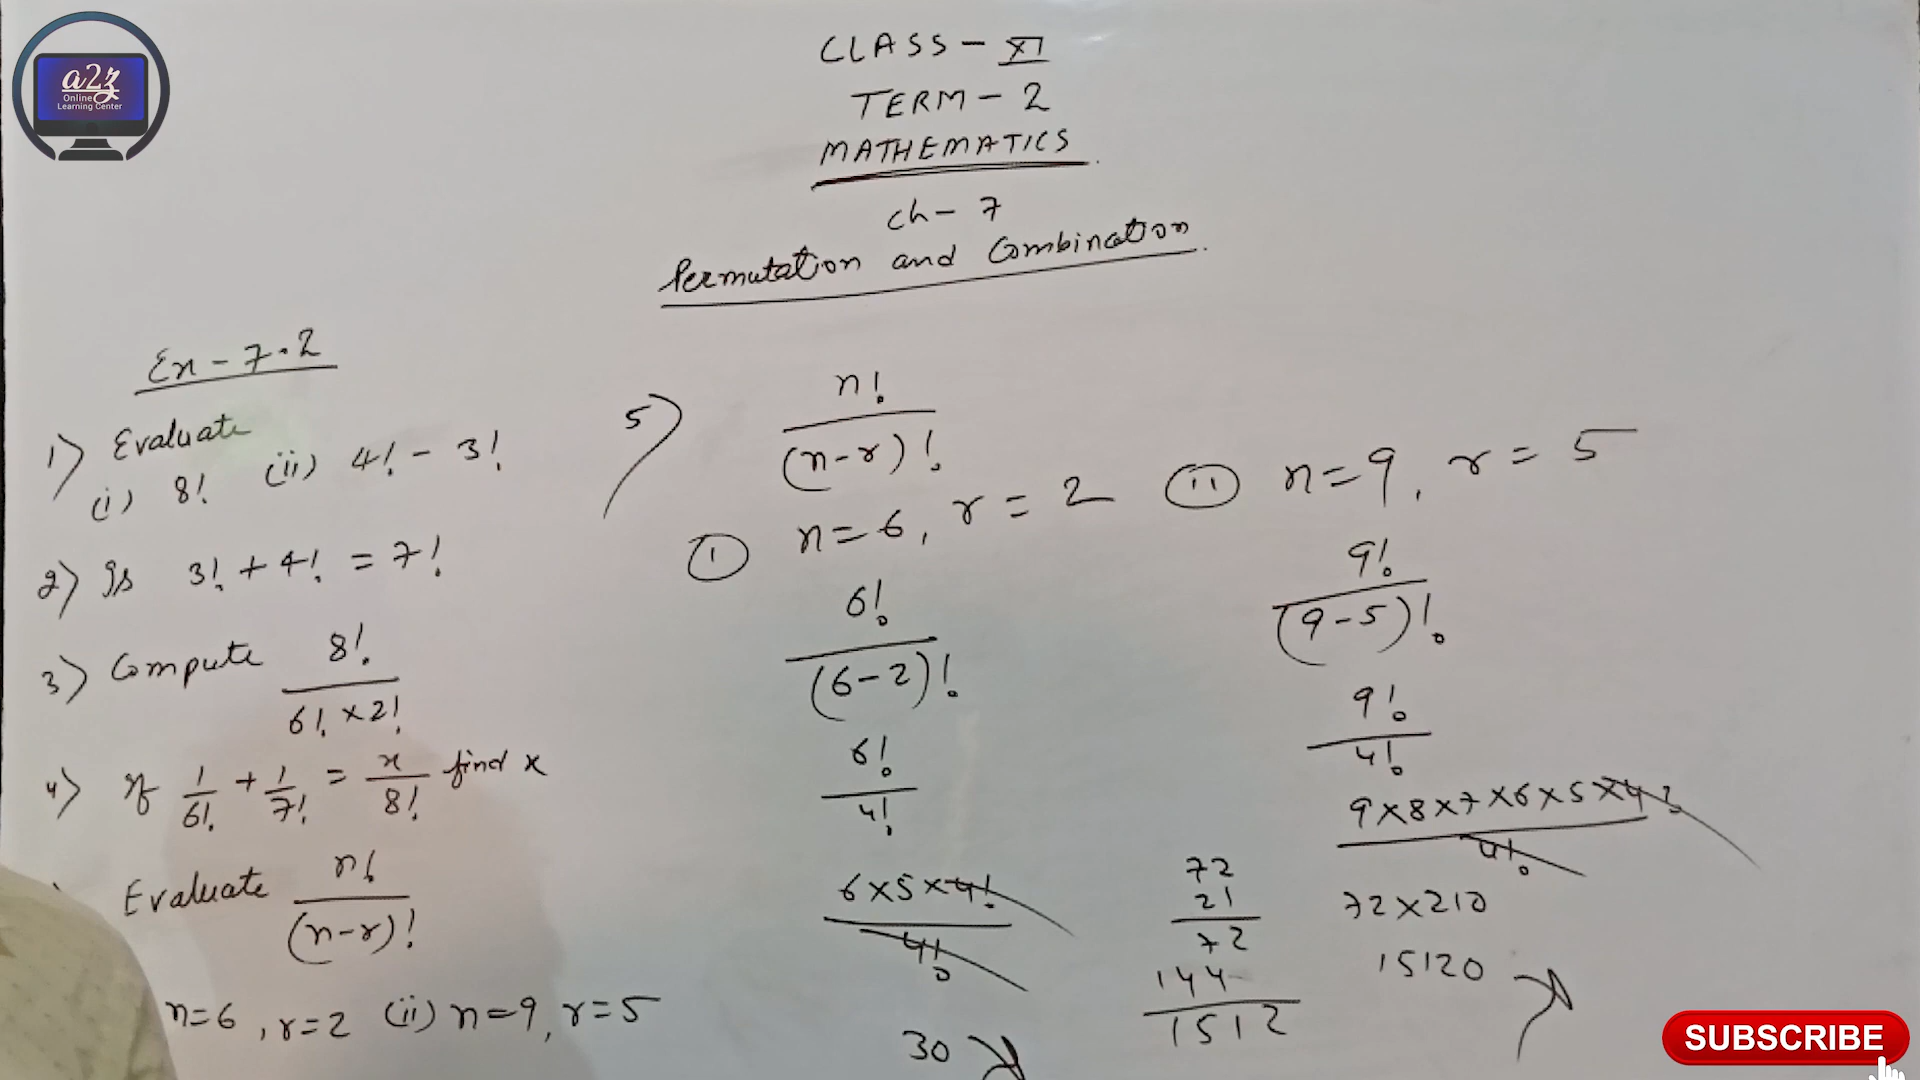 a2z
Online
Learning Center
CLASS - XI
TERM - 2
MATHEMATICS
Ch - 7
Permutation and Combination
Ex - 7.2
1) Evaluate
(i) 8! (ii) 4! - 3!
2) Is 3! + 4! = 7!
3) Compute 8! / 6! × 2!
4) If 1/6! + 1/7! = x/8! find x
Evaluate n! / (n-r)!
n=6, r=2 (ii) n=9, r=5
5) n! / (n-r)!
(i) n=6, r=2
6! / (6-2)!
6! / 4!
6×5×4! / 4!
30
(ii) n=9, r=5
9! / (9-5)!
9! / 4!
9×8×7×6×5×4! / 4!
72×210
15120
72
21
72
144
1512
SUBSCRIBE